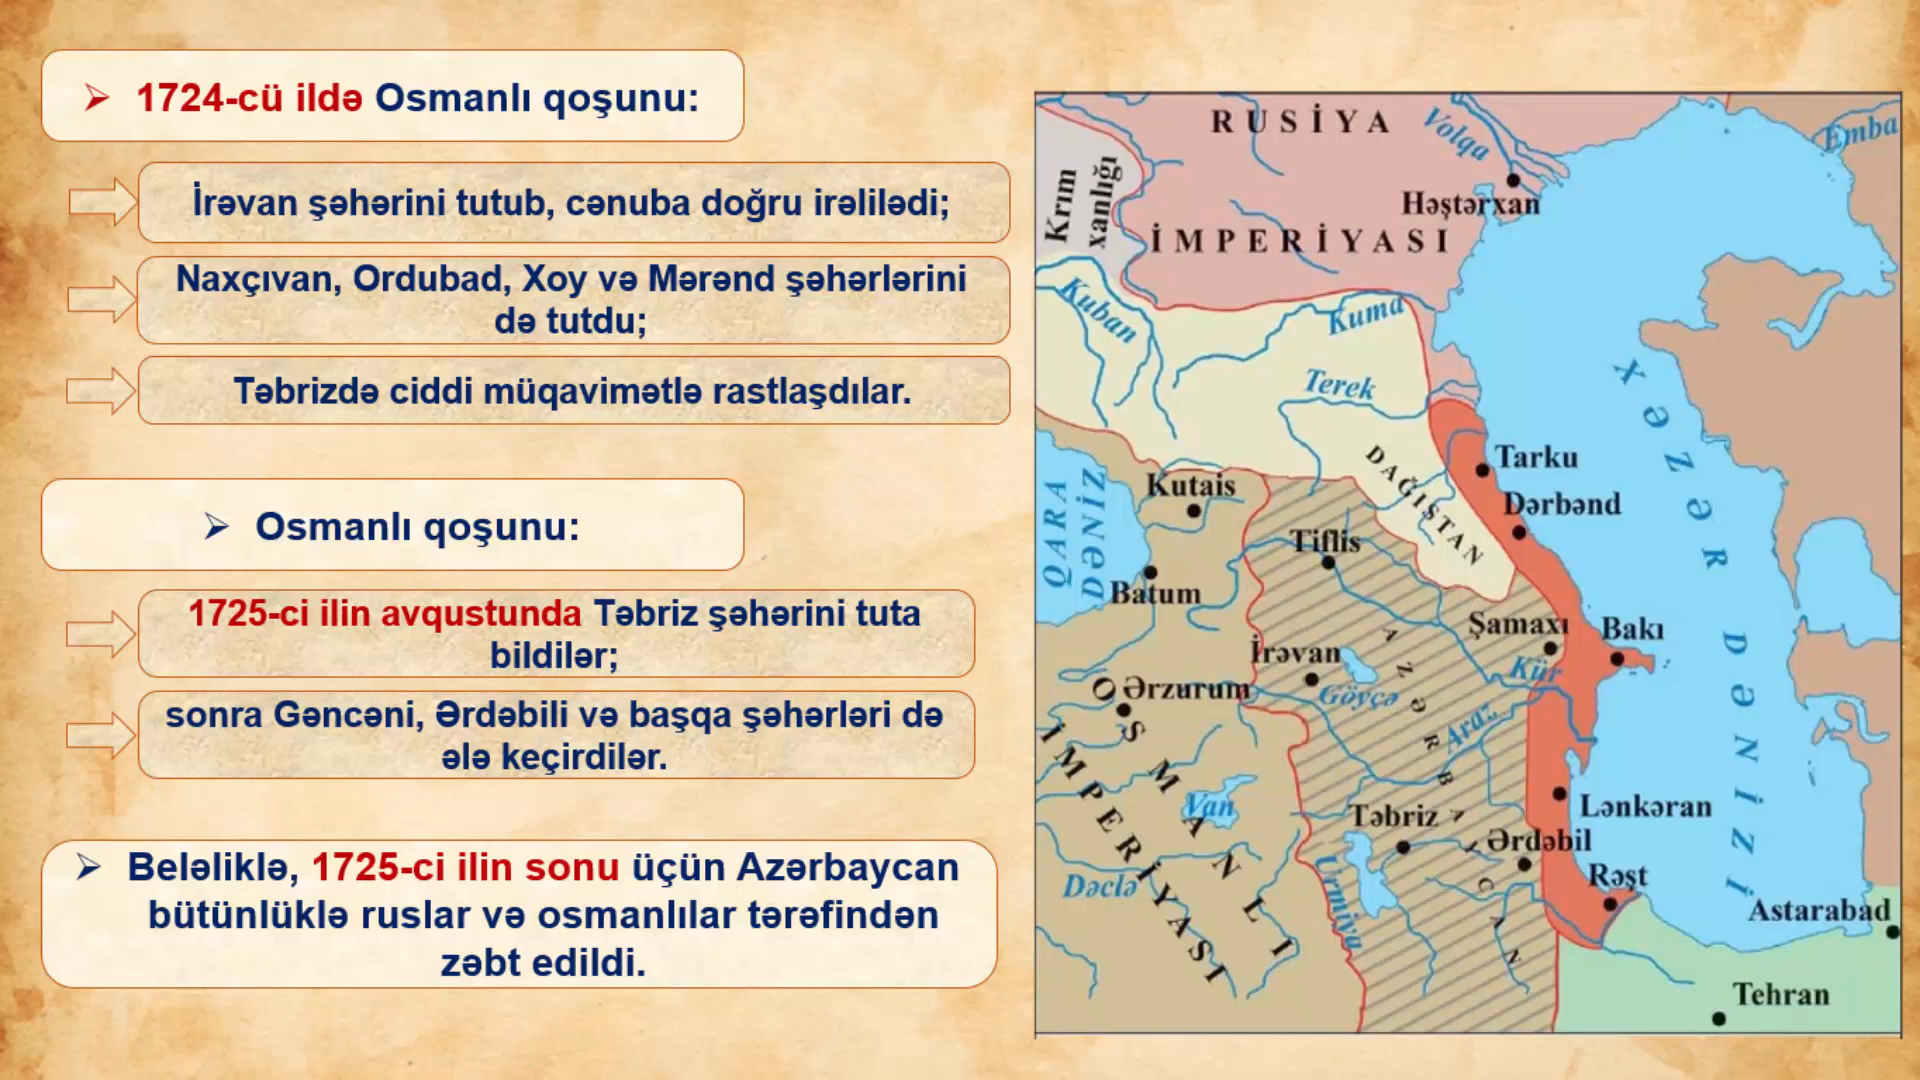 ➢ 1724-cü ildə Osmanlı qoşunu:
İrəvan şəhərini tutub, cənuba doğru irəlilədi;
Naxçıvan, Ordubad, Xoy və Mərənd şəhərlərini
də tutdu;
Təbrizdə ciddi müqavimətlə rastlaşdılar.
➢ Osmanlı qoşunu:
1725-ci ilin avqustunda Təbriz şəhərini tuta
bildilər;
sonra Gəncəni, Ərdəbili və başqa şəhərləri də
ələ keçirdilər.
➢ Beləliklə, 1725-ci ilin sonu üçün Azərbaycan
bütünlüklə ruslar və osmanlılar tərəfindən
zəbt edildi.
RUSİYA
İMPERİYASI
Volqa
Emba
Həştərxan
Krım
xanlığı
Kuban
Kuma
Terek
DAĞISTAN
Tarku
Dərbənd
XƏZƏR DƏNİZİ
QARA
DƏNİZ
Kutais
Tiflis
Batum
Şamaxı
Bakı
İrəvan
Göyçə
Kür
Araz
AZƏRBAYCAN
Ərzurum
OSMANLI
İMPERİYASI
Van
Təbriz
Ərdəbil
Lənkəran
Rəşt
Urmiya
Dəclə
Astarabad
Tehran